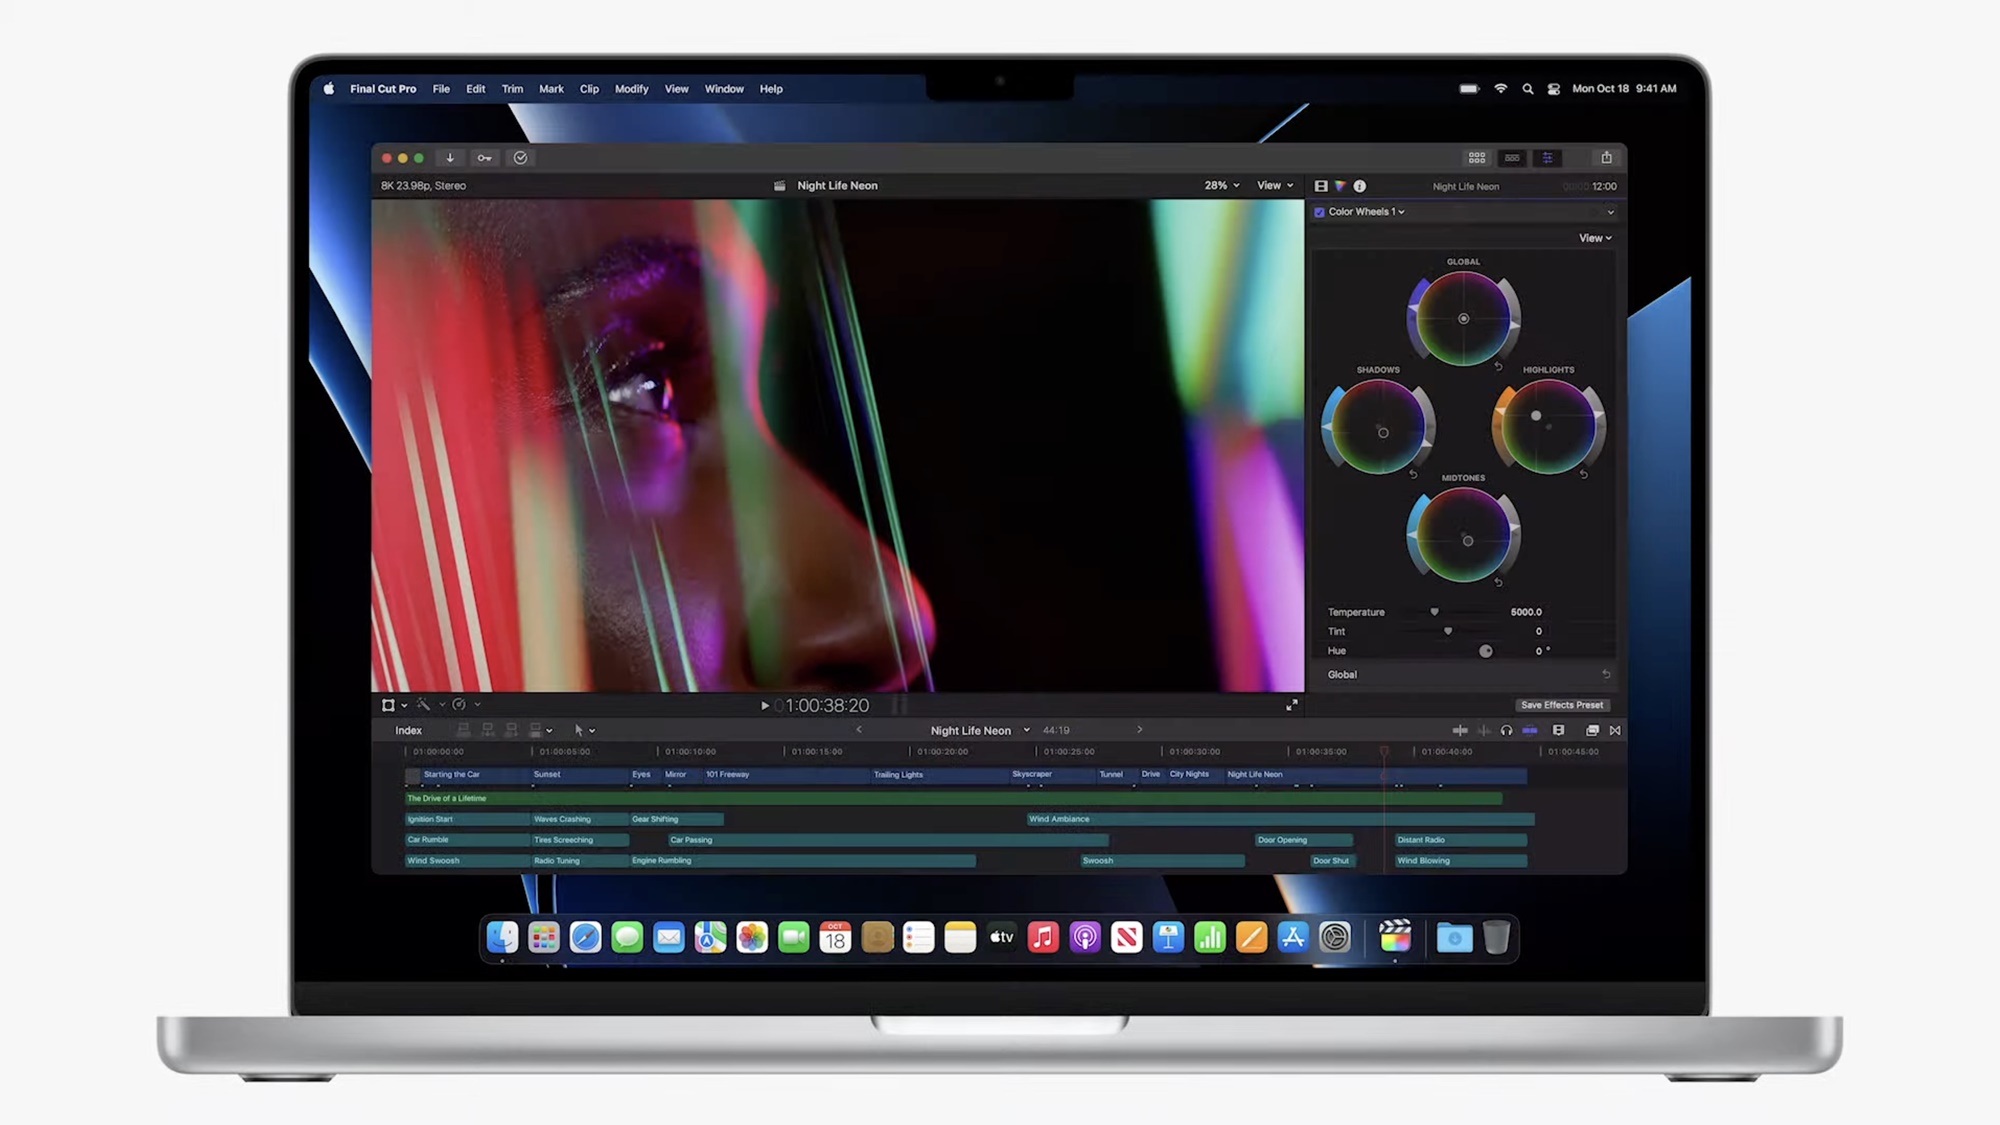 Final Cut Pro File Edit Trim Mark Clip Modify View Window Help Mon Oct 18 9:41 AM
8K 23.98p, Stereo Night Life Neon 28% View Night Life Neon 12:00
Color Wheels 1
View
GLOBAL
SHADOWS HIGHLIGHTS
MIDTONES
Temperature 5000.0
Tint 0
Hue 0 °
Global
01:00:38:20 Save Effects Preset
Index Night Life Neon 44:19
01:00:00:00 01:00:05:00 01:00:10:00 01:00:15:00 01:00:20:00 01:00:25:00 01:00:30:00 01:00:35:00 01:00:40:00 01:00:45:00
Starting the Car Sunset Eyes Mirror 101 Freeway Trailing Lights Skyscraper Tunnel Drive City Nights Night Life Neon
The Drive of a Lifetime
Ignition Start Waves Crashing Gear Shifting Wind Ambiance
Car Rumble Tires Screeching Car Passing Door Opening Distant Radio
Wind Swoosh Radio Tuning Engine Rumbling Swoosh Door Shut Wind Blowing
OCT
18
tv